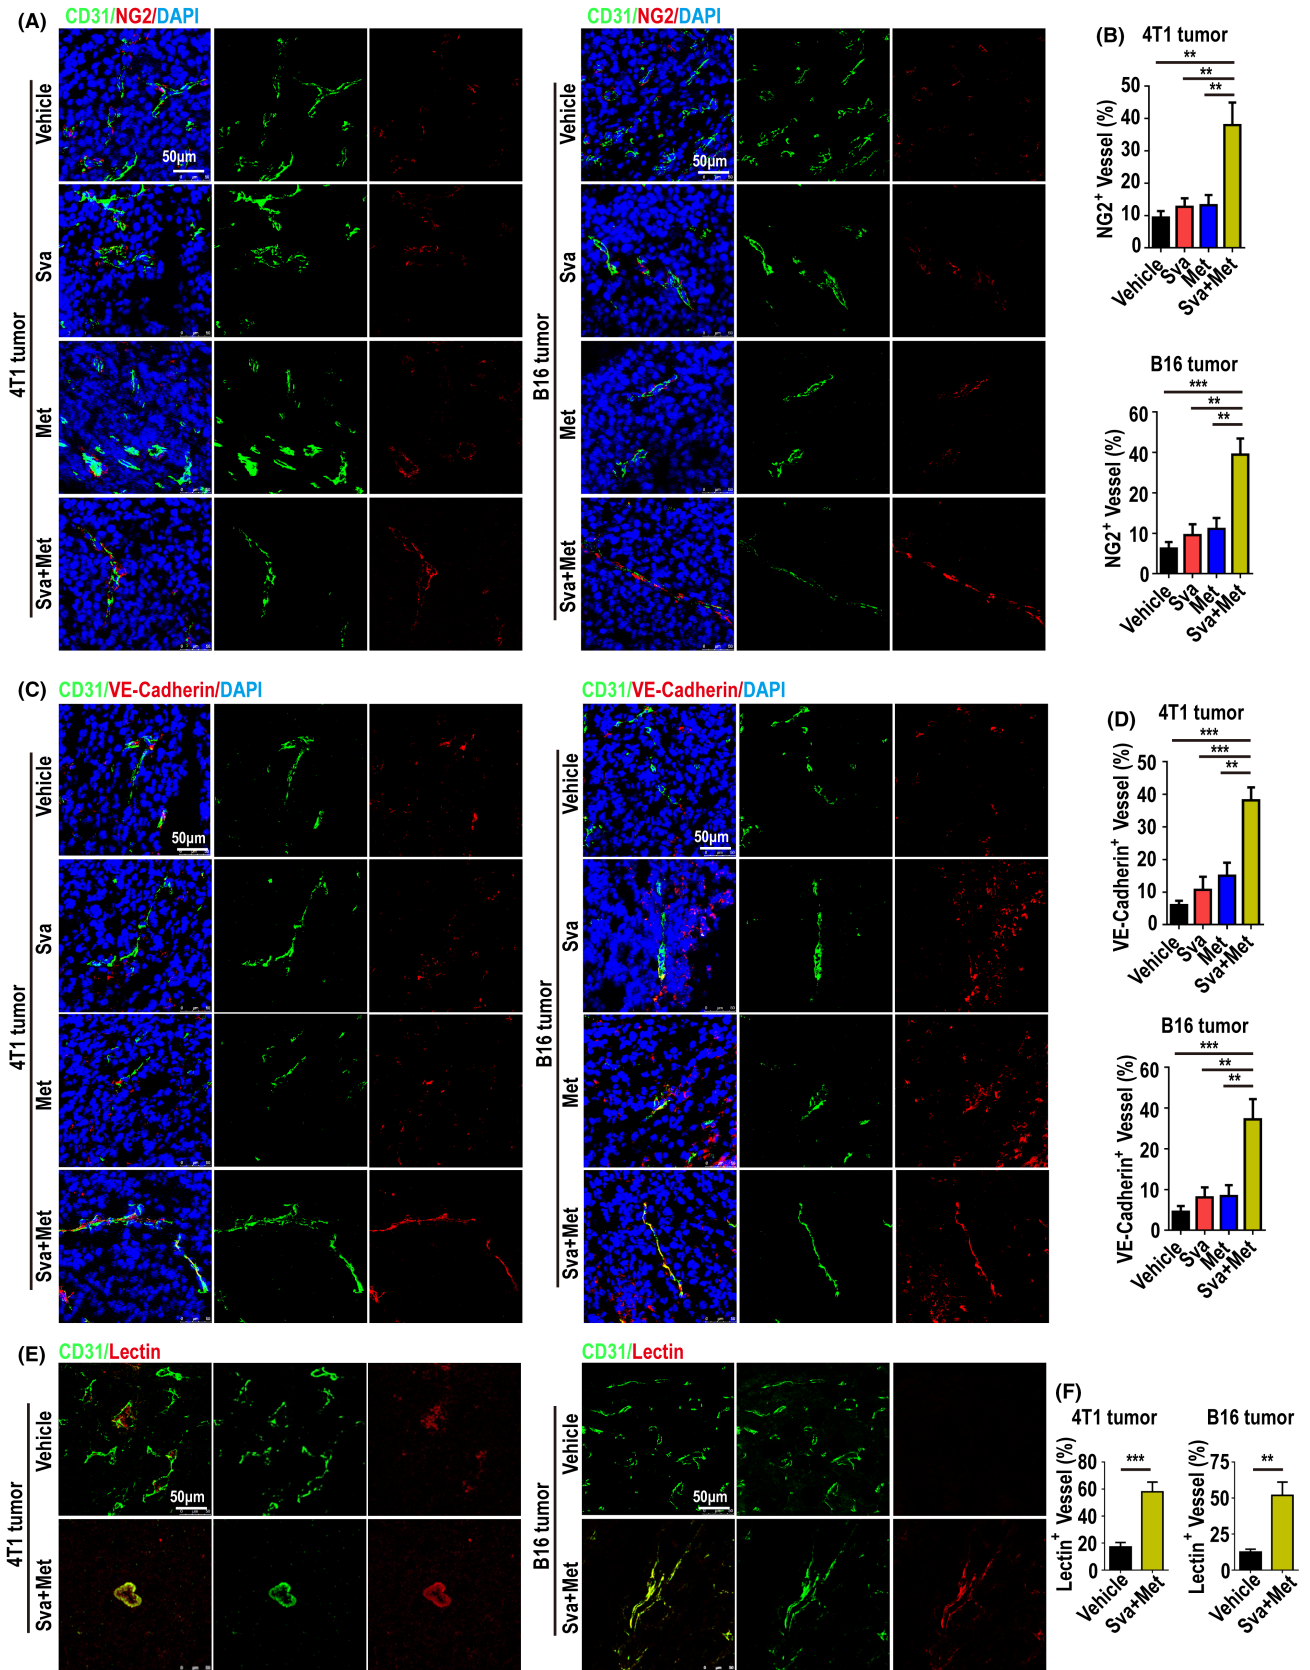 (A)
CD31/NG2/DAPI
4T1 tumor
Vehicle
50μm
Sva
Met
Sva+Met
CD31/NG2/DAPI
B16 tumor
Vehicle
50μm
Sva
Met
Sva+Met
(B)
4T1 tumor
**
**
**
NG2+ Vessel (%)
50
40
30
20
10
0
Vehicle
Sva
Met
Sva+Met
B16 tumor
***
**
**
NG2+ Vessel (%)
60
40
20
10
0
Vehicle
Sva
Met
Sva+Met
(C)
CD31/VE-Cadherin/DAPI
4T1 tumor
Vehicle
50μm
Sva
Met
Sva+Met
CD31/VE-Cadherin/DAPI
B16 tumor
Vehicle
50μm
Sva
Met
Sva+Met
(D)
4T1 tumor
***
***
**
VE-Cadherin+ Vessel (%)
50
40
30
20
10
0
Vehicle
Sva
Met
Sva+Met
B16 tumor
***
**
**
VE-Cadherin+ Vessel (%)
60
40
20
10
0
Vehicle
Sva
Met
Sva+Met
(E)
CD31/Lectin
4T1 tumor
Vehicle
50μm
Sva+Met
CD31/Lectin
B16 tumor
Vehicle
50μm
Sva+Met
(F)
4T1 tumor
***
Lectin+ Vessel (%)
80
60
40
20
0
Vehicle
Sva+Met
B16 tumor
**
Lectin+ Vessel (%)
75
50
25
0
Vehicle
Sva+Met